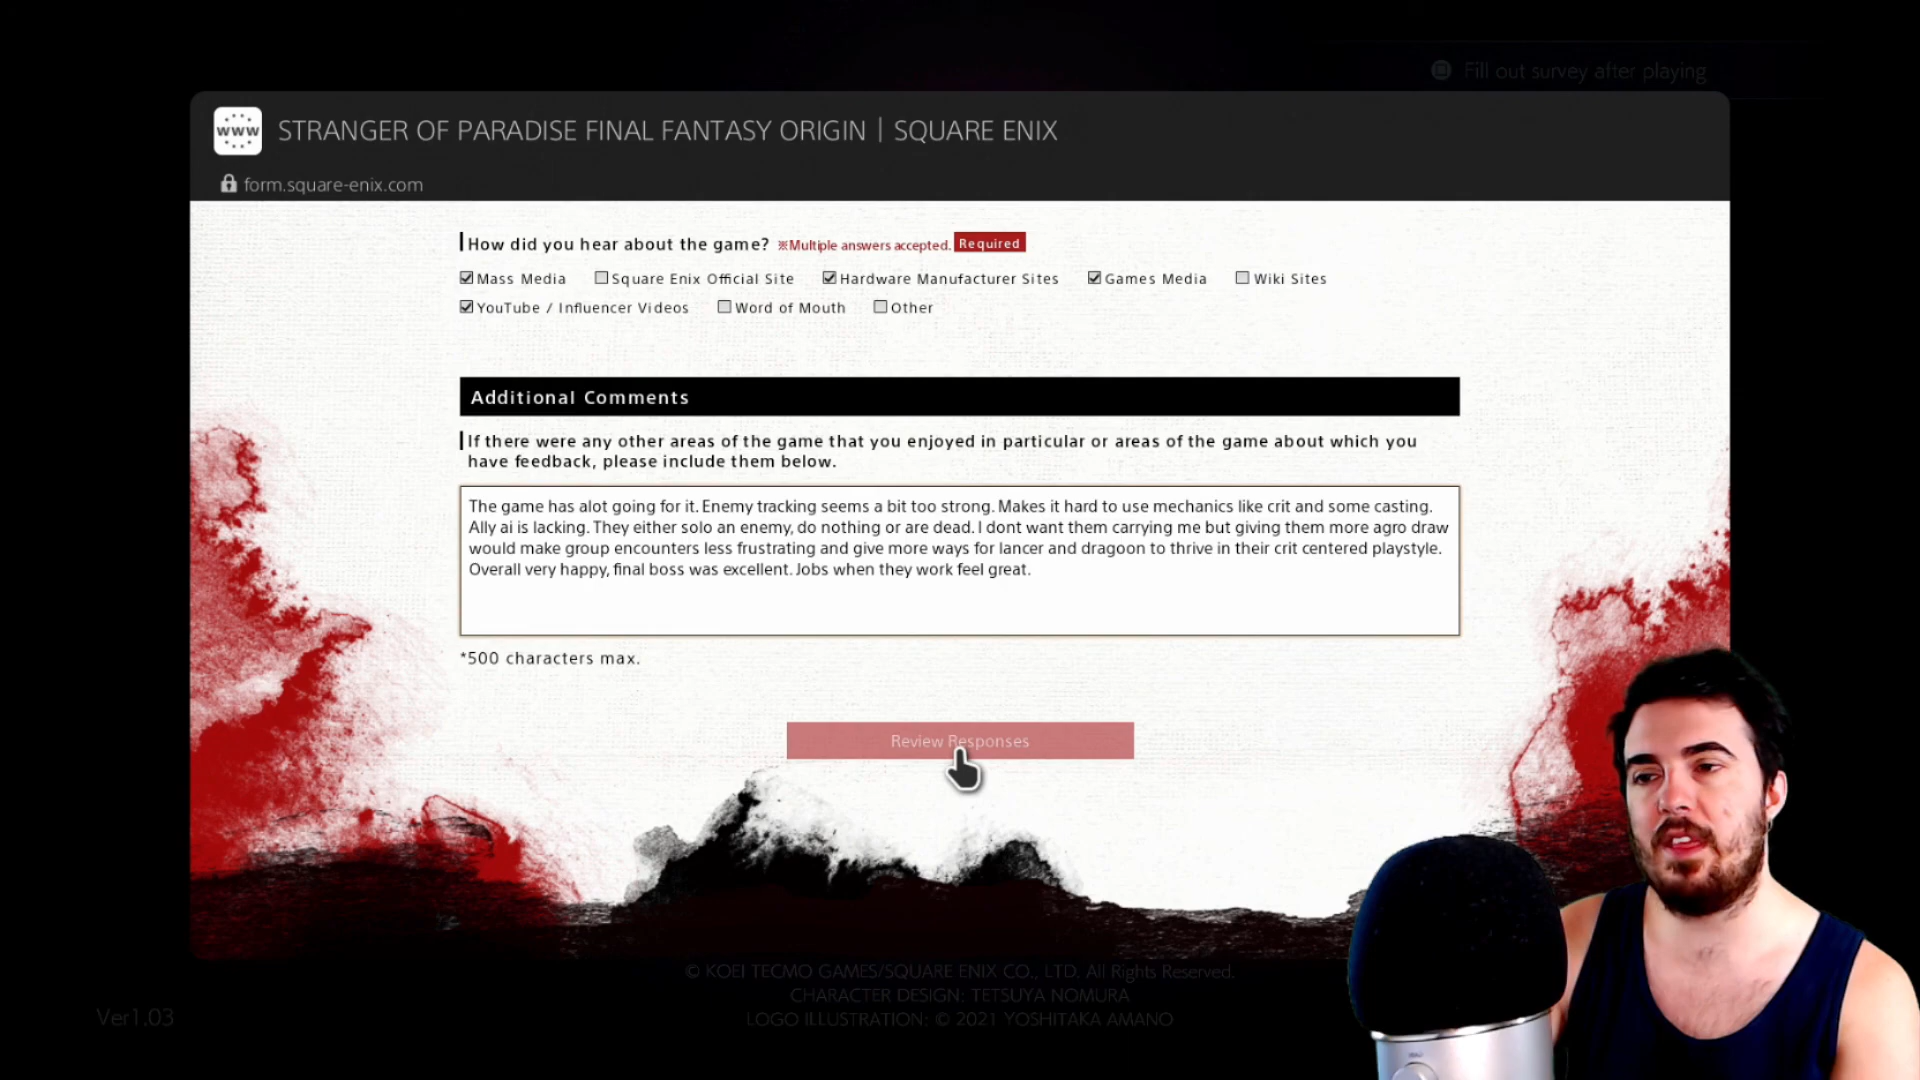 Fill out survey after playing
www STRANGER OF PARADISE FINAL FANTASY ORIGIN | SQUARE ENIX
form.square-enix.com
How did you hear about the game? ※Multiple answers accepted. Required
Mass Media Square Enix Official Site Hardware Manufacturer Sites Games Media Wiki Sites
YouTube / Influencer Videos Word of Mouth Other
Additional Comments
If there were any other areas of the game that you enjoyed in particular or areas of the game about which you
have feedback, please include them below.
The game has alot going for it. Enemy tracking seems a bit too strong. Makes it hard to use mechanics like crit and some casting.
Ally ai is lacking. They either solo an enemy, do nothing or are dead. I dont want them carrying me but giving them more agro draw
would make group encounters less frustrating and give more ways for lancer and dragoon to thrive in their crit centered playstyle.
Overall very happy, final boss was excellent. Jobs when they work feel great.
*500 characters max.
Review Responses
© KOEI TECMO GAMES/SQUARE ENIX CO., LTD. All Rights Reserved.
CHARACTER DESIGN: TETSUYA NOMURA
LOGO ILLUSTRATION: © 2021 YOSHITAKA AMANO
Ver1.03